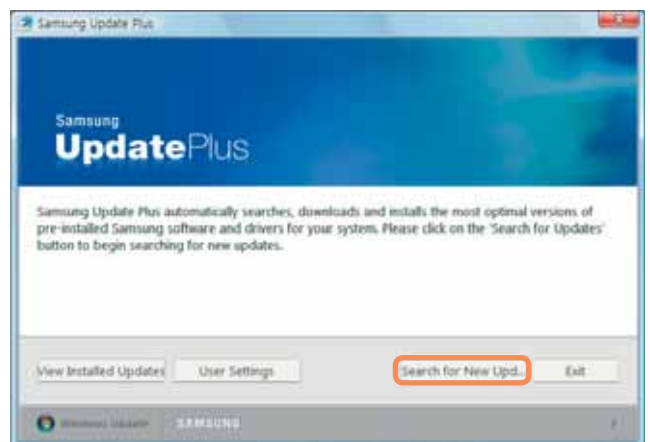 Samsung Update Plus
Samsung
UpdatePlus
Samsung Update Plus automatically searches, downloads and installs the most optimal versions of
pre-installed Samsung software and drivers for your system. Please click on the 'Search for Updates'
button to begin searching for new updates.
View Installed Updates User Settings Search for New Upd... Exit
Windows Update SAMSUNG